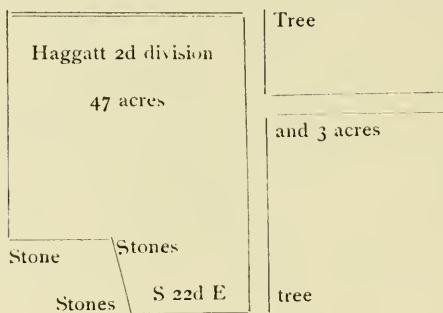 Tree
Haggatt 2d division
47 acres
and 3 acres
Stone
Stones
Stones
S 22d E
tree